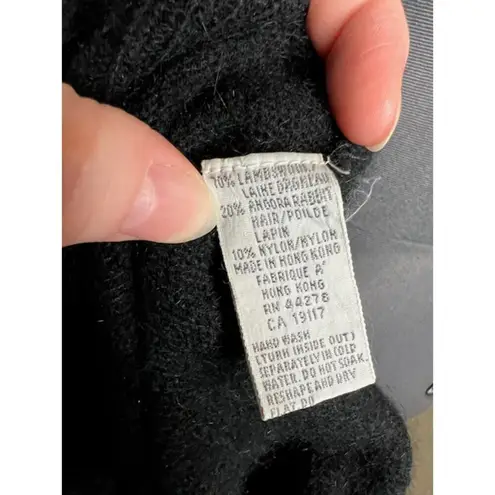 70% LAMBSWOOL/
LAINE D'AGNEAU
20% ANGORA RABBIT
HAIR/POIL DE
LAPIN
10% NYLON/NYLON
MADE IN HONG KONG
FABRIQUE A'
HONG KONG
RN 44278
CA 19117
HAND WASH
(TURN INSIDE OUT)
SEPARATELY IN COLD
WATER. DO NOT SOAK.
RESHAPE AND DRY
FLAT. DO